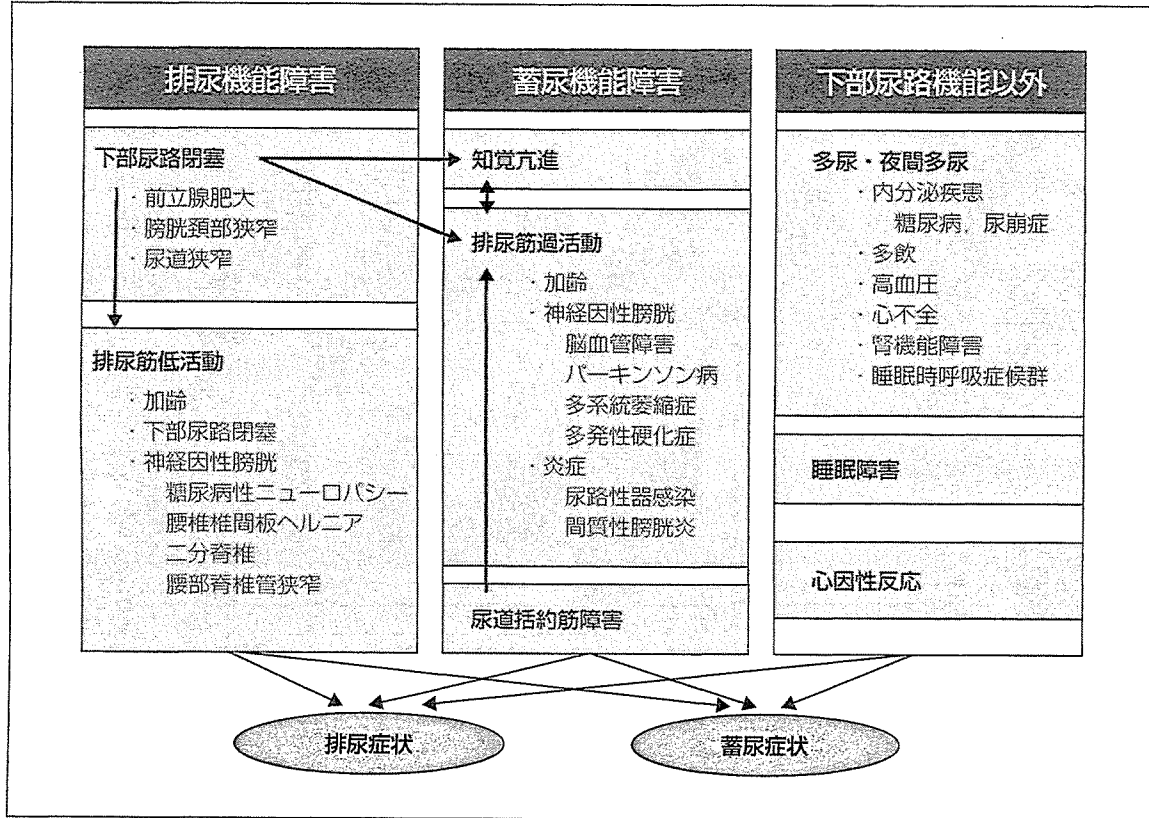 排尿機能障害
下部尿路閉塞
・前立腺肥大
・膀胱頚部狭窄
・尿道狭窄
排尿筋低活動
・加齢
・下部尿路閉塞
・神経因性膀胱
糖尿病性ニューロパシー
腰椎椎間板ヘルニア
二分脊椎
腰部脊椎管狭窄
蓄尿機能障害
知覚亢進
排尿筋過活動
・加齢
・神経因性膀胱
脳血管障害
パーキンソン病
多系統萎縮症
多発性硬化症
・炎症
尿路性器感染
間質性膀胱炎
尿道括約筋障害
下部尿路機能以外
多尿・夜間多尿
・内分泌疾患
糖尿病，尿崩症
・多飲
・高血圧
・心不全
・腎機能障害
・睡眠時呼吸症候群
睡眠障害
心因性反応
排尿症状
蓄尿症状